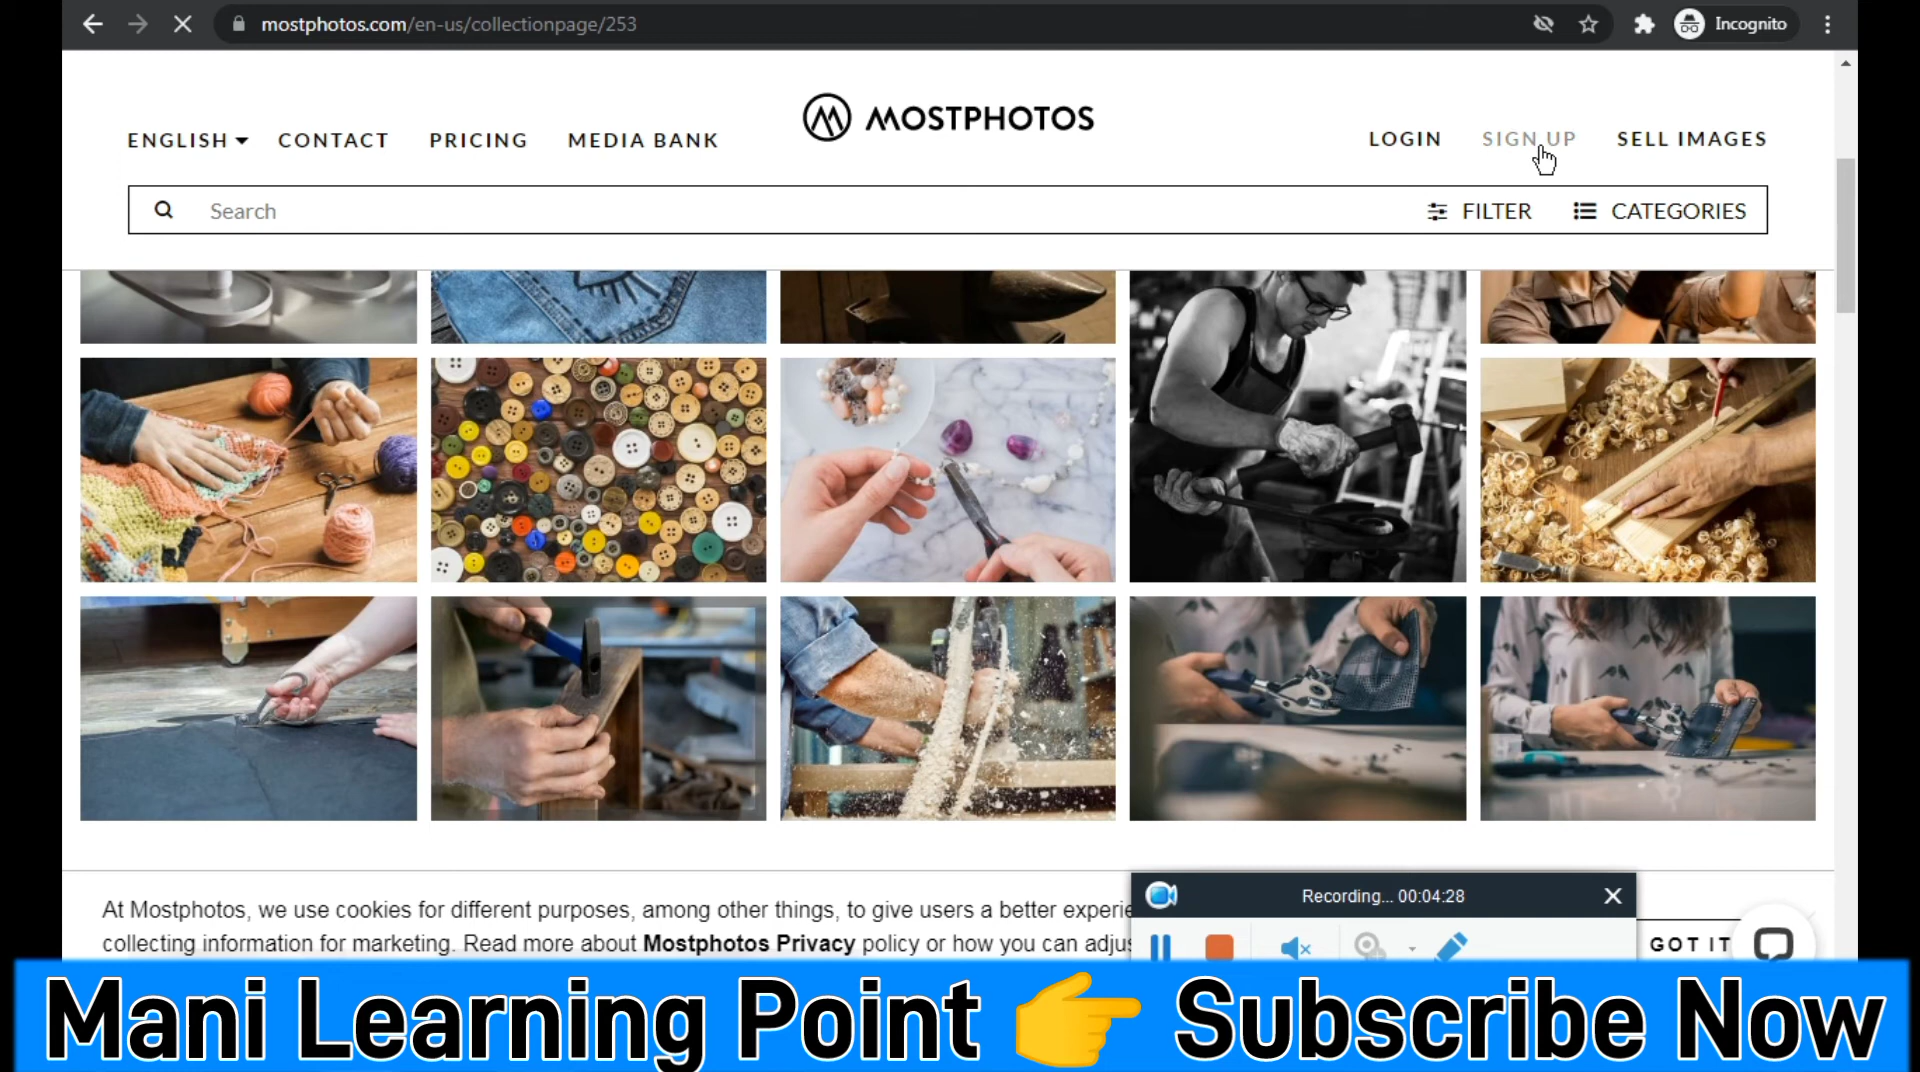 mostphotos.com/en-us/collectionpage/253
Incognito
ENGLISH CONTACT PRICING MEDIA BANK
MOSTPHOTOS
LOGIN SIGN UP SELL IMAGES
Search
FILTER CATEGORIES
At Mostphotos, we use cookies for different purposes, among other things, to give users a better experie
collecting information for marketing. Read more about Mostphotos Privacy policy or how you can adjus
Recording... 00:04:28
GOT IT
Mani Learning Point 👉 Subscribe Now